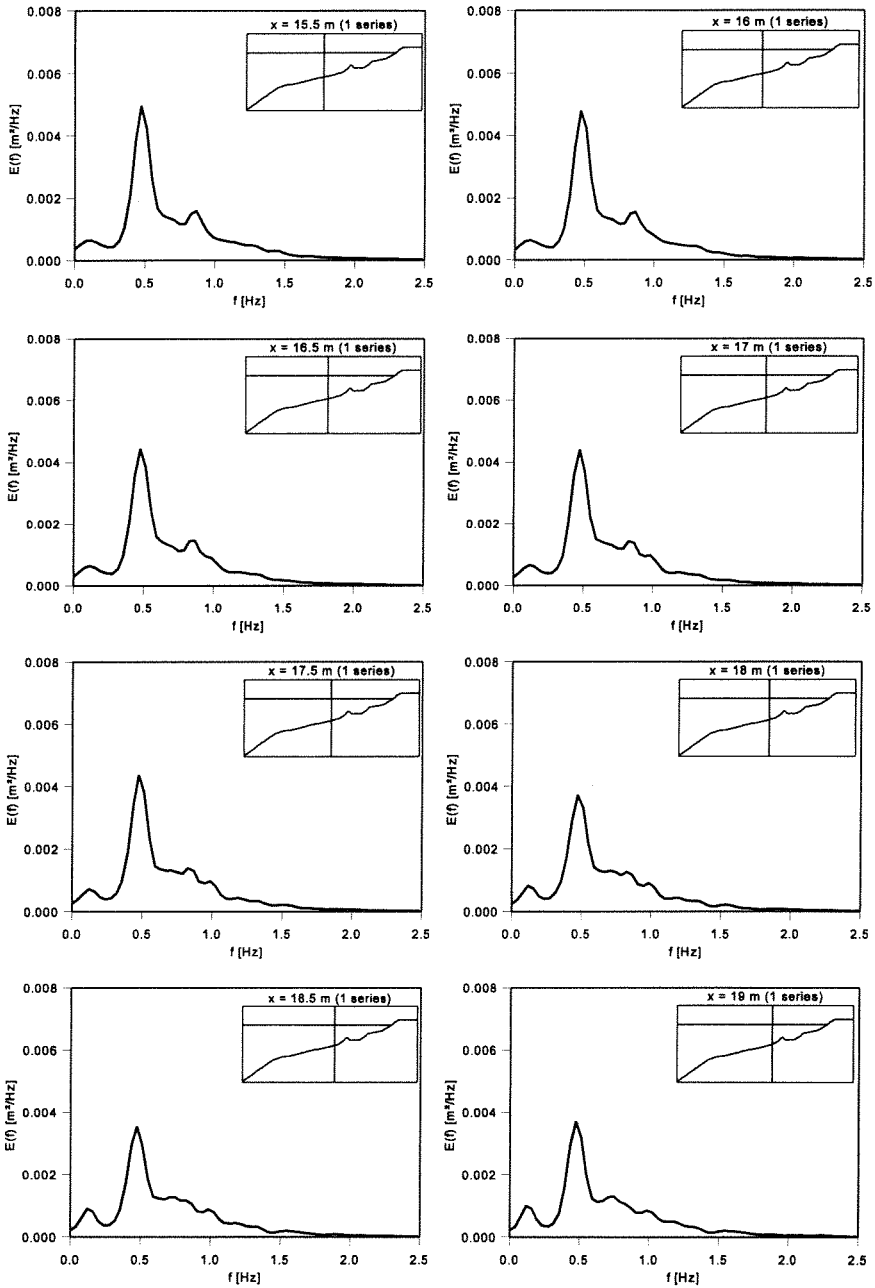 x = 15.5 m (1 series)
E(f) [m²/Hz]
0.008
0.006
0.004
0.002
0.000
0.0 0.5 1.0 1.5 2.0 2.5
f [Hz]
x = 16 m (1 series)
E(f) [m²/Hz]
0.008
0.006
0.004
0.002
0.000
0.0 0.5 1.0 1.5 2.0 2.5
f [Hz]
x = 16.5 m (1 series)
E(f) [m²/Hz]
0.008
0.006
0.004
0.002
0.000
0.0 0.5 1.0 1.5 2.0 2.5
f [Hz]
x = 17 m (1 series)
E(f) [m²/Hz]
0.008
0.006
0.004
0.002
0.000
0.0 0.5 1.0 1.5 2.0 2.5
f [Hz]
x = 17.5 m (1 series)
E(f) [m²/Hz]
0.008
0.006
0.004
0.002
0.000
0.0 0.5 1.0 1.5 2.0 2.5
f [Hz]
x = 18 m (1 series)
E(f) [m²/Hz]
0.008
0.006
0.004
0.002
0.000
0.0 0.5 1.0 1.5 2.0 2.5
f [Hz]
x = 18.5 m (1 series)
E(f) [m²/Hz]
0.008
0.006
0.004
0.002
0.000
0.0 0.5 1.0 1.5 2.0 2.5
f [Hz]
x = 19 m (1 series)
E(f) [m²/Hz]
0.008
0.006
0.004
0.002
0.000
0.0 0.5 1.0 1.5 2.0 2.5
f [Hz]